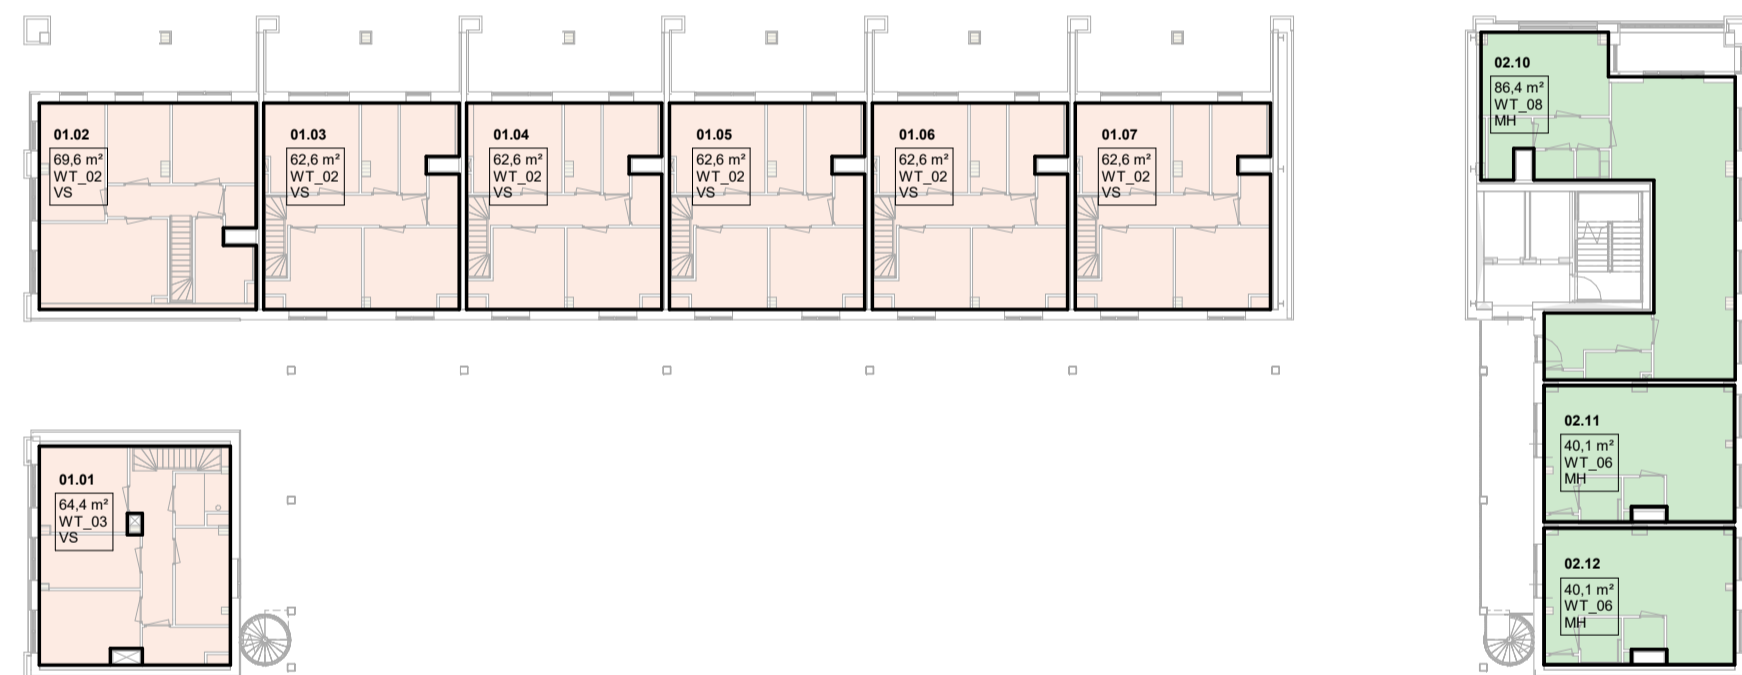 01.02
69,6 m²
WT_02
VS
01.03
62,6 m²
WT_02
VS
01.04
62,6 m²
WT_02
VS
01.05
62,6 m²
WT_02
VS
01.06
62,6 m²
WT_02
VS
01.07
62,6 m²
WT_02
VS
02.10
86,4 m²
WT_08
MH
01.01
64,4 m²
WT_03
VS
02.11
40,1 m²
WT_06
MH
02.12
40,1 m²
WT_06
MH